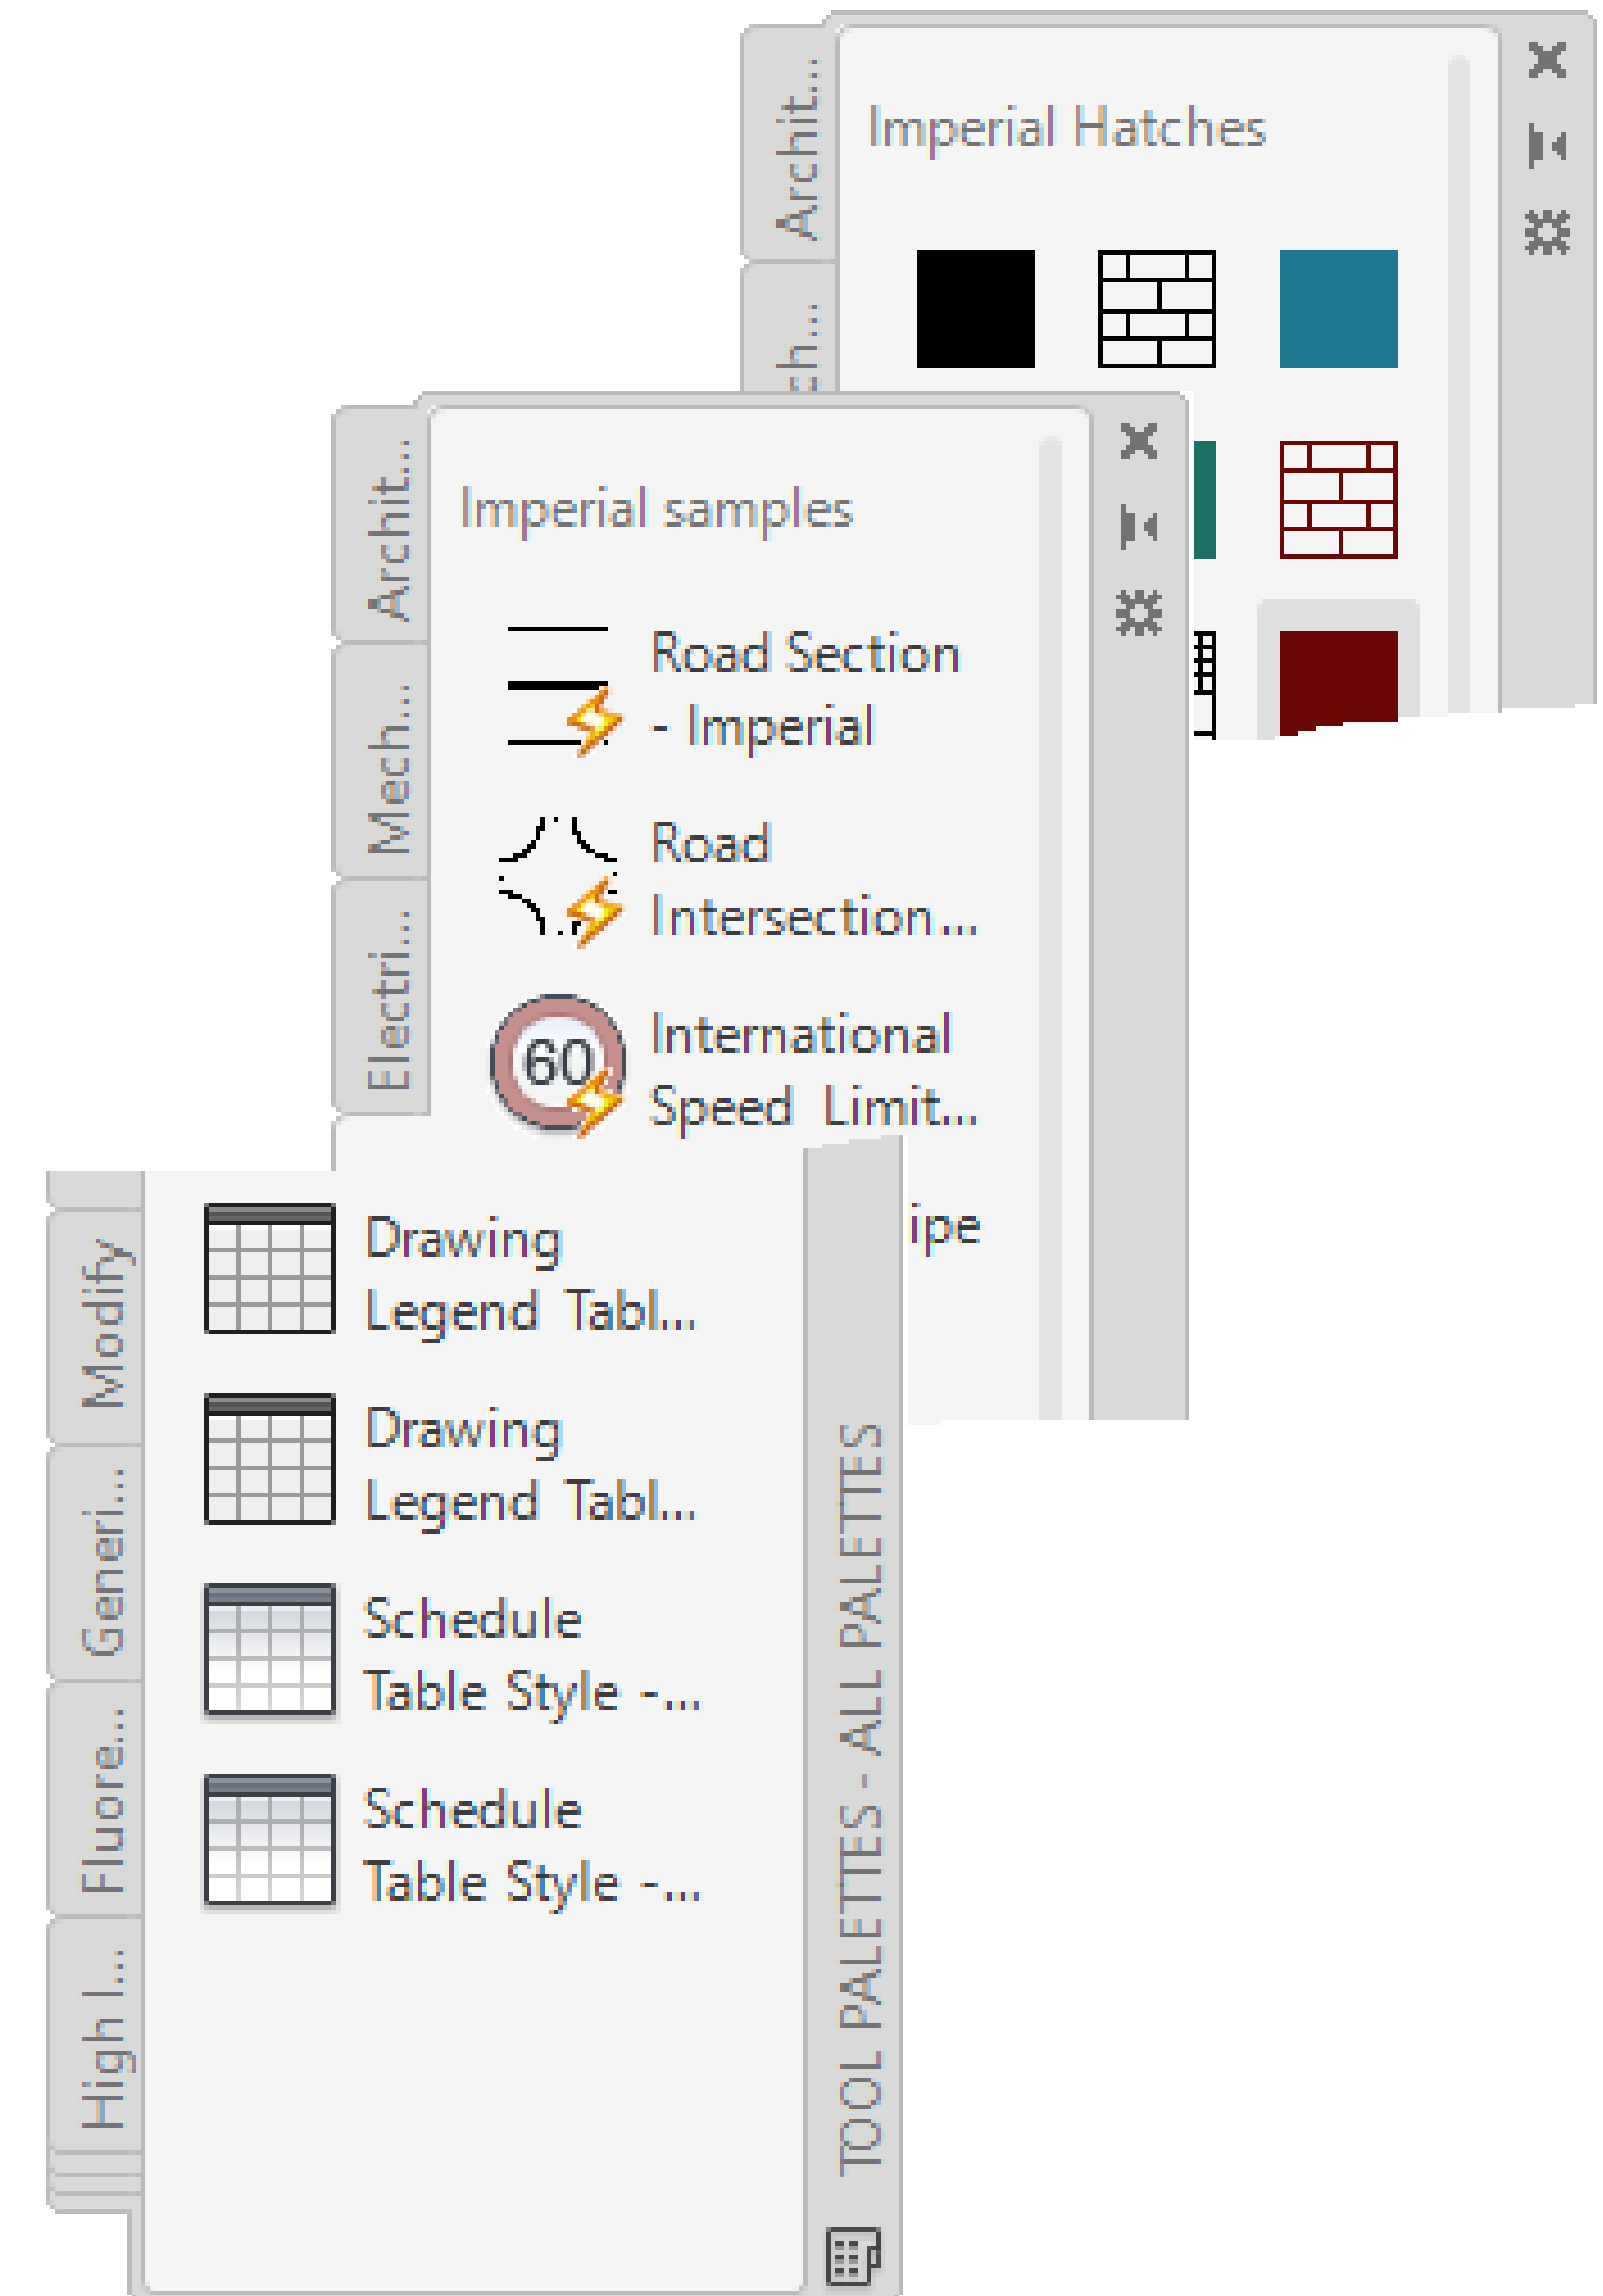 Archit...
ch...
Imperial Hatches
Archit...
Mech...
Electri...
Imperial samples
Road Section
- Imperial
Road
Intersection...
60
International
Speed Limit...
ipe
Modify
Generi...
Fluore...
High I...
Drawing
Legend Tabl...
Drawing
Legend Tabl...
Schedule
Table Style -...
Schedule
Table Style -...
TOOL PALETTES - ALL PALETTES